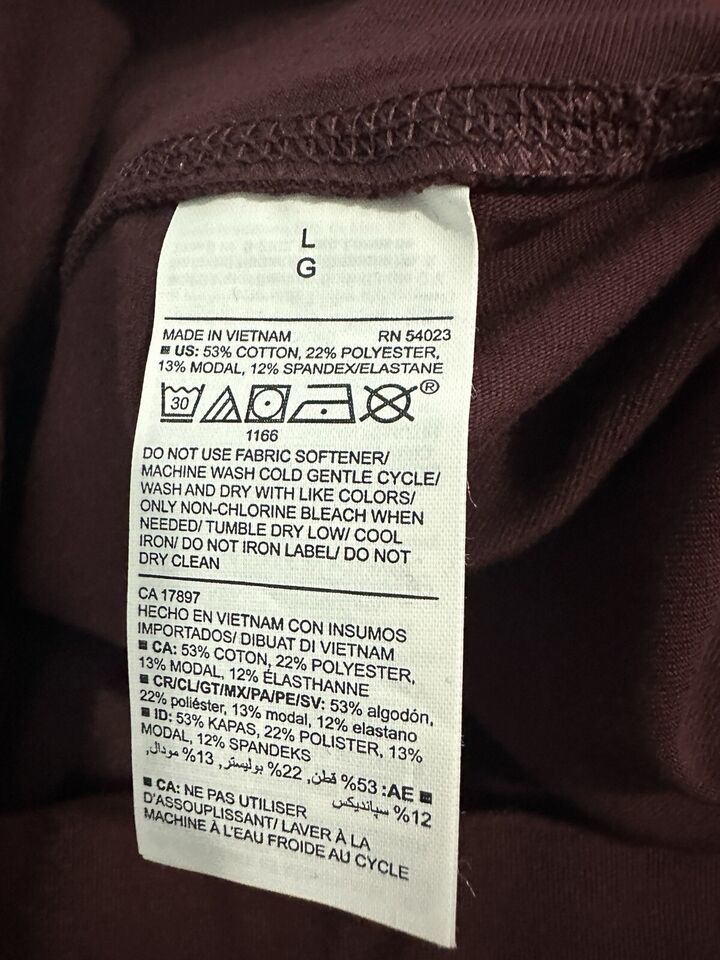 L
G
MADE IN VIETNAM RN 54023
■ US: 53% COTTON, 22% POLYESTER,
13% MODAL, 12% SPANDEX/ELASTANE
30 ®
1166
DO NOT USE FABRIC SOFTENER/
MACHINE WASH COLD GENTLE CYCLE/
WASH AND DRY WITH LIKE COLORS/
ONLY NON-CHLORINE BLEACH WHEN
NEEDED/ TUMBLE DRY LOW/ COOL
IRON/ DO NOT IRON LABEL/ DO NOT
DRY CLEAN
CA 17897
HECHO EN VIETNAM CON INSUMOS
IMPORTADOS/ DIBUAT DI VIETNAM
■ CA: 53% COTON, 22% POLYESTER,
13% MODAL, 12% ÉLASTHANNE
■ CR/CL/GT/MX/PA/PE/SV: 53% algodón,
22% poliéster, 13% modal, 12% elastano
■ ID: 53% KAPAS, 22% POLISTER, 13%
MODAL, 12% SPANDEKS
■ AE: 53% قطن, 22% بوليستر, 13% مودال,
12% سپانديكس
■ CA: NE PAS UTILISER
D'ASSOUPLISSANT/ LAVER À LA
MACHINE À L'EAU FROIDE AU CYCLE